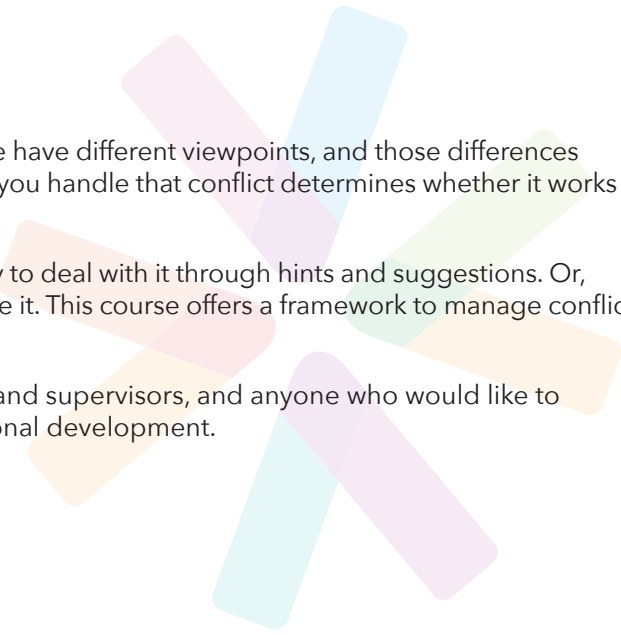 have different viewpoints, and those differences
you handle that conflict determines whether it works
to deal with it through hints and suggestions. Or,
it. This course offers a framework to manage
and supervisors, and anyone who would like to
development.